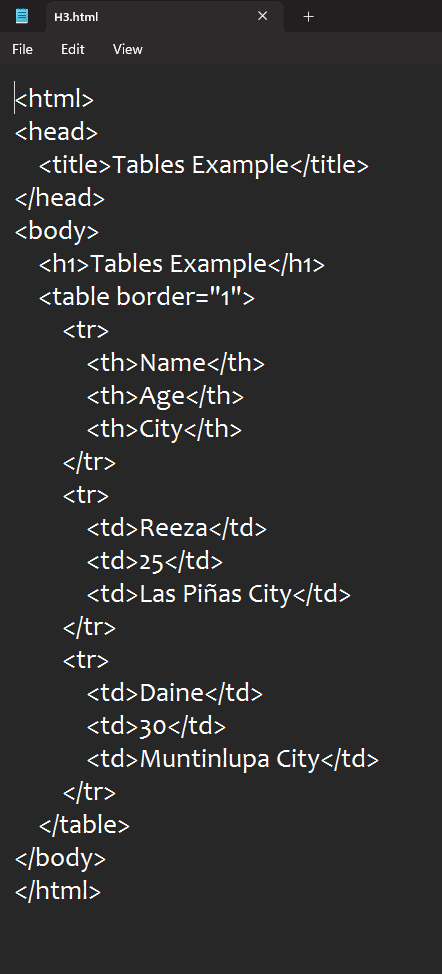 H3.html
File Edit View
<html>
<head>
<title>Tables Example</title>
</head>
<body>
<h1>Tables Example</h1>
<table border="1">
<tr>
<th>Name</th>
<th>Age</th>
<th>City</th>
</tr>
<tr>
<td>Reeza</td>
<td>25</td>
<td>Las Piñas City</td>
</tr>
<tr>
<td>Daine</td>
<td>30</td>
<td>Muntinlupa City</td>
</tr>
</table>
</body>
</html>